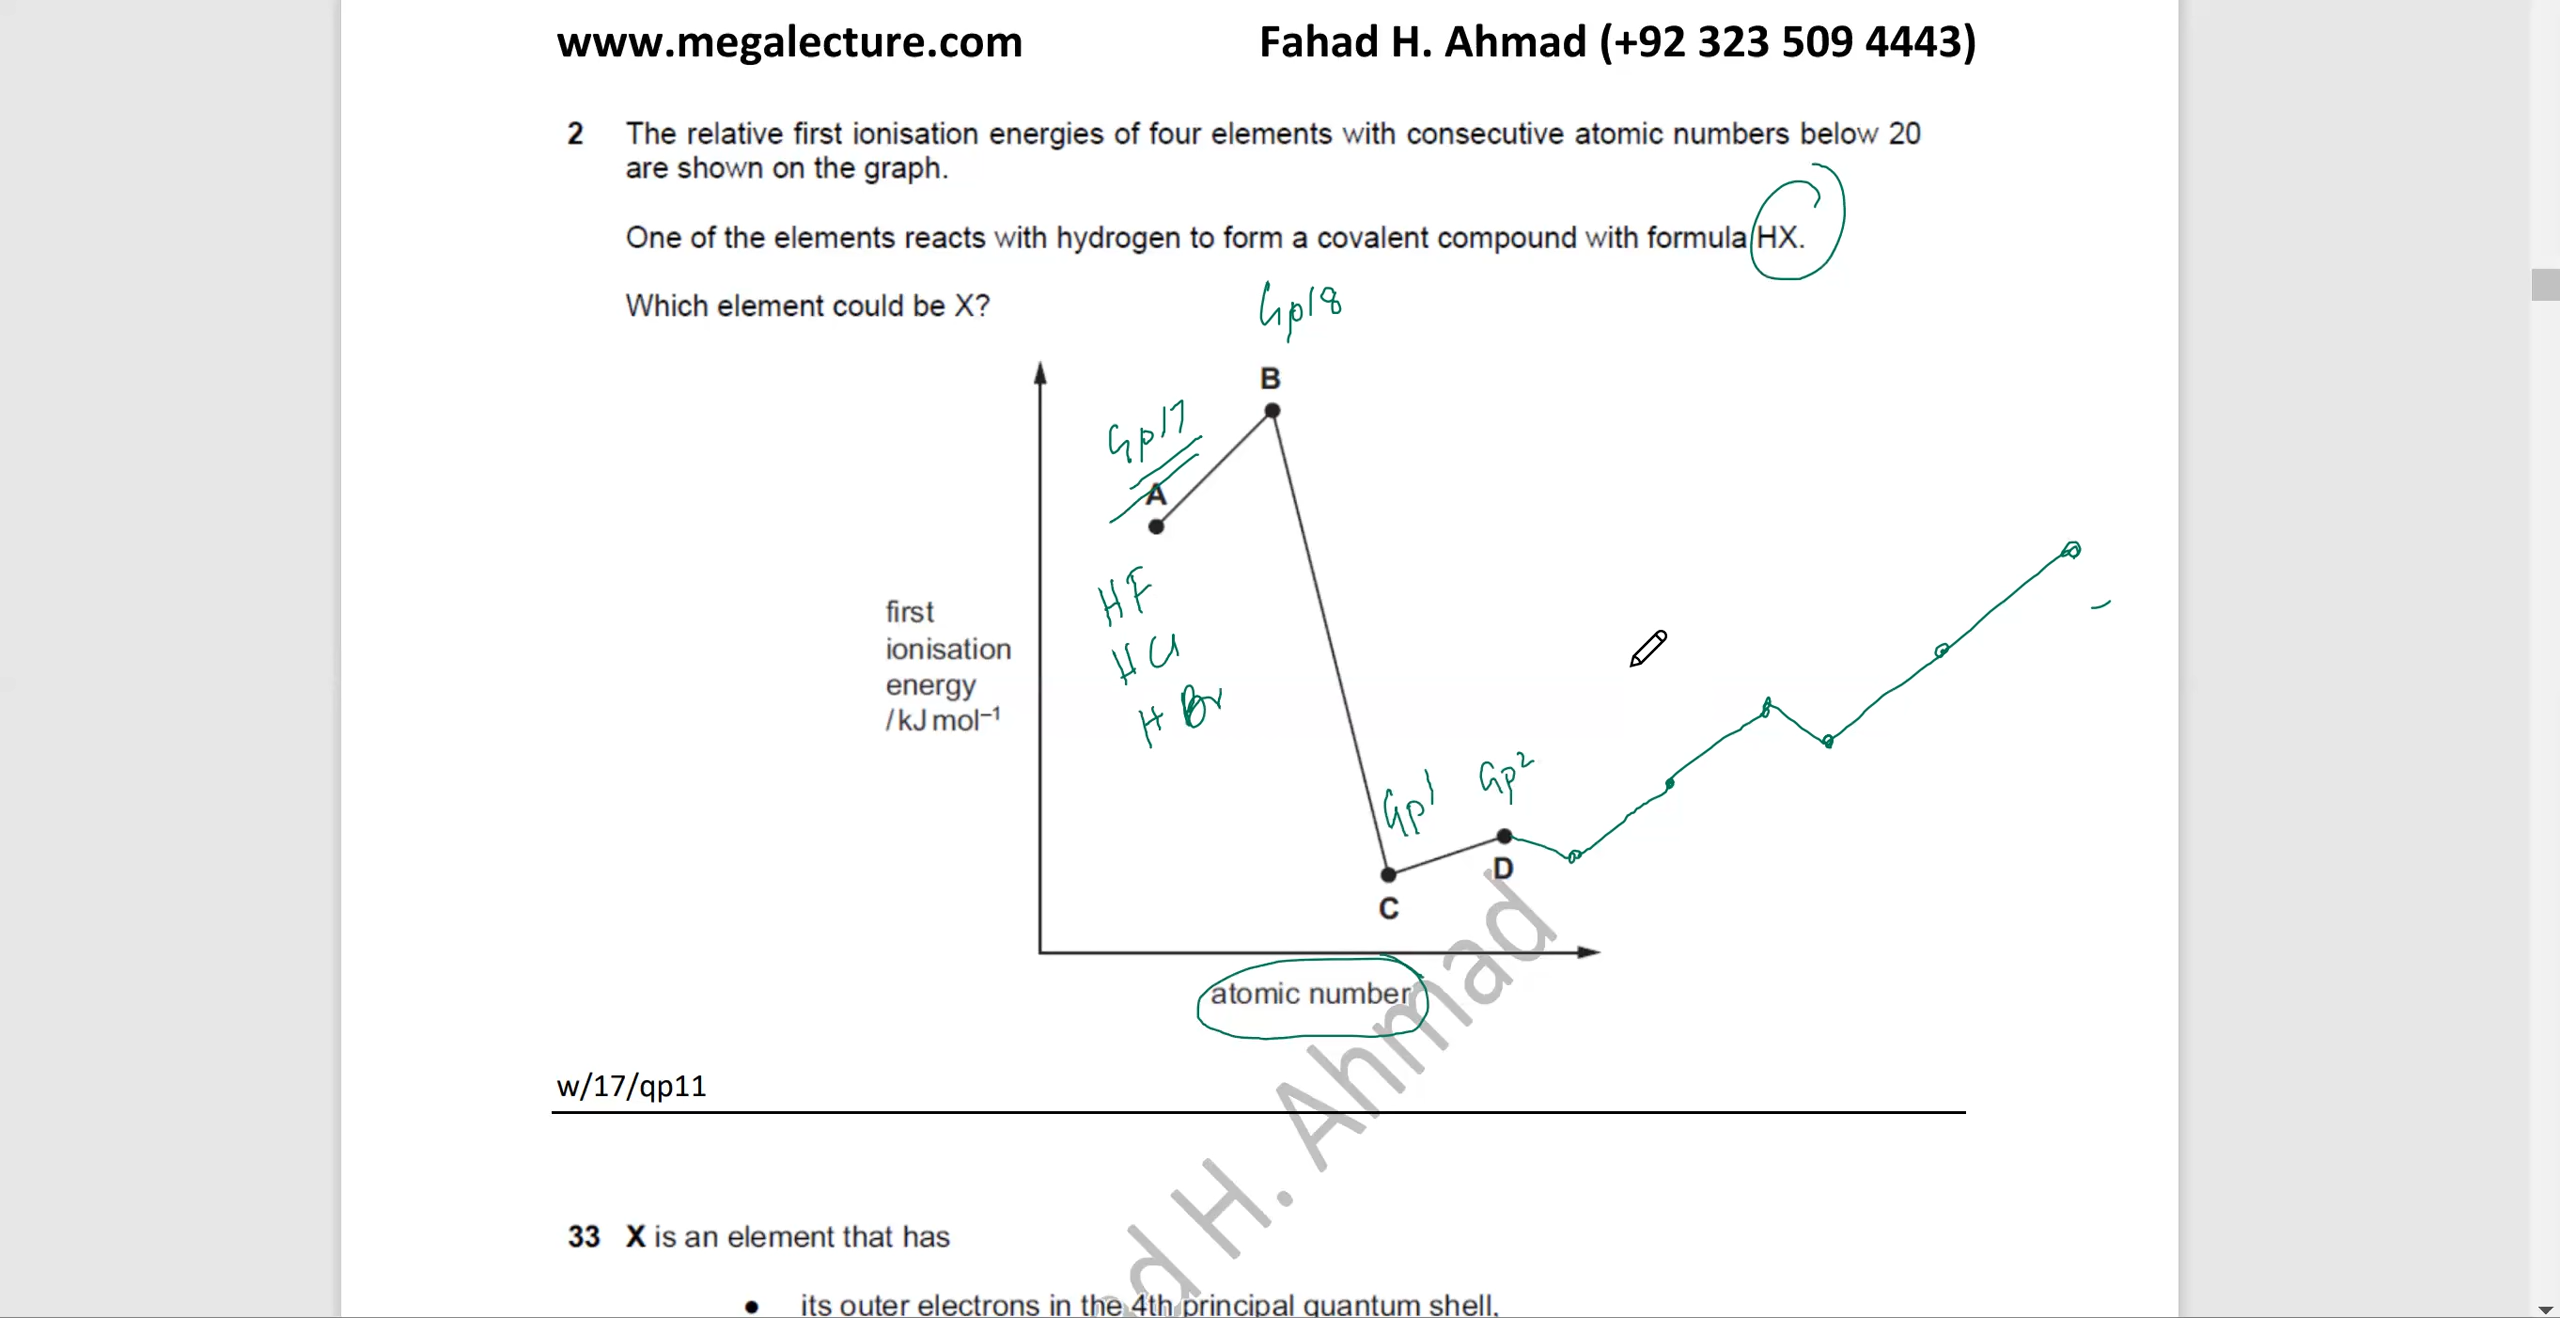 www.megalecture.com Fahad H. Ahmad (+92 323 509 4443)
2 The relative first ionisation energies of four elements with consecutive atomic numbers below 20
are shown on the graph.
One of the elements reacts with hydrogen to form a covalent compound with formula HX.
Which element could be X?
Gp18
B
Gp17
A
HF
HCl
HBr
first
ionisation
energy
/kJ mol⁻¹
Gp1 Gp2
D
C
atomic number
w/17/qp11
33 X is an element that has
• its outer electrons in the 4th principal quantum shell,
H. Ahmad